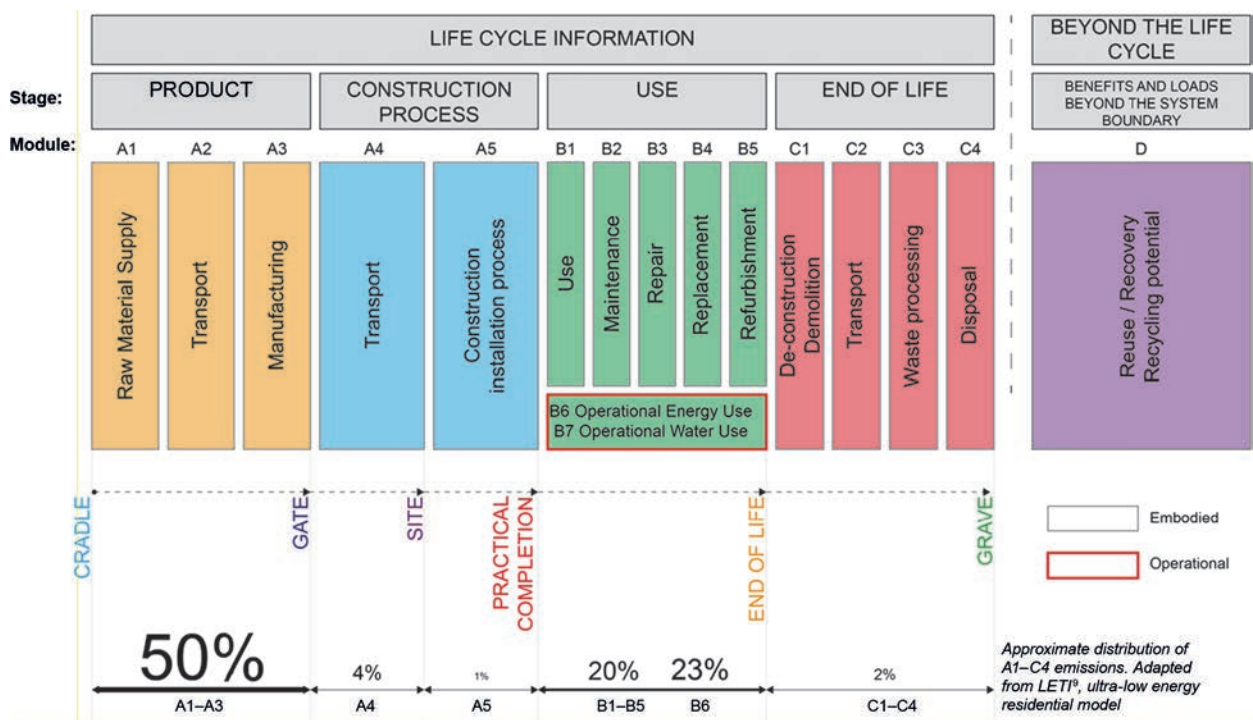 LIFE CYCLE INFORMATION
BEYOND THE LIFE
CYCLE
Stage:
PRODUCT
CONSTRUCTION
PROCESS
USE
END OF LIFE
BENEFITS AND LOADS
BEYOND THE SYSTEM
BOUNDARY
Module:
A1
A2
A3
A4
A5
B1
B2
B3
B4
B5
C1
C2
C3
C4
D
Raw Material Supply
Transport
Manufacturing
Transport
Construction
installation process
Use
Maintenance
Repair
Replacement
Refurbishment
B6 Operational Energy Use
B7 Operational Water Use
De-construction
Demolition
Transport
Waste processing
Disposal
Reuse / Recovery
Recycling potential
CRADLE
GATE
SITE
PRACTICAL
COMPLETION
END OF LIFE
GRAVE
Embodied
Operational
50%
4%
1%
20%
23%
2%
A1–A3
A4
A5
B1–B5
B6
C1–C4
Approximate distribution of
A1–C4 emissions. Adapted
from LETI⁹, ultra-low energy
residential model